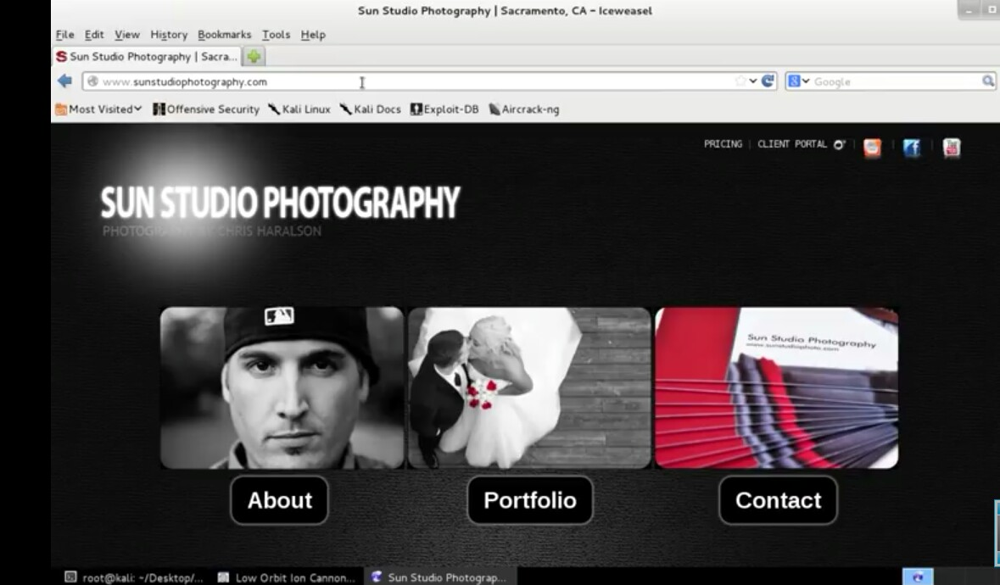 Sun Studio Photography | Sacramento, CA - Iceweasel
File Edit View History Bookmarks Tools Help
Sun Studio Photography | Sacra...
www.sunstudiophotography.com
Google
Most Visited Offensive Security Kali Linux Kali Docs Exploit-DB Aircrack-ng
PRICING | CLIENT PORTAL
SUN STUDIO PHOTOGRAPHY
PHOTOGRAPHY BY CHRIS HARALSON
Sun Studio Photography
www.sunstudiophoto.com
About Portfolio Contact
root@kali: ~/Desktop/... Low Orbit Ion Cannon... Sun Studio Photograp...